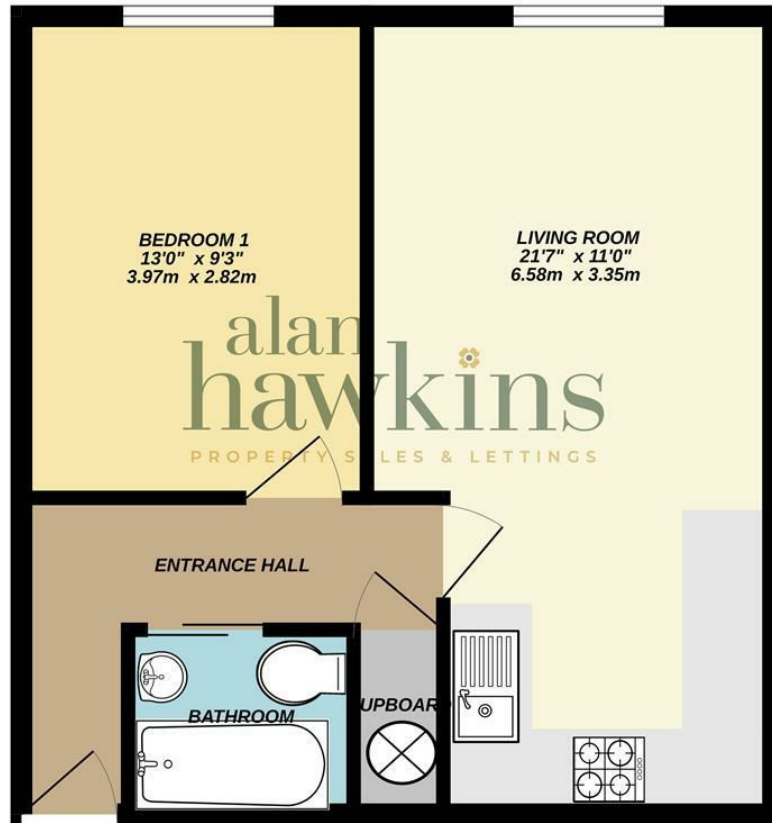 BEDROOM 1
13'0" x 9'3"
3.97m x 2.82m
LIVING ROOM
21'7" x 11'0"
6.58m x 3.35m
alan
hawkins
PROPERTY SALES & LETTINGS
ENTRANCE HALL
BATHROOM
UPBOARD